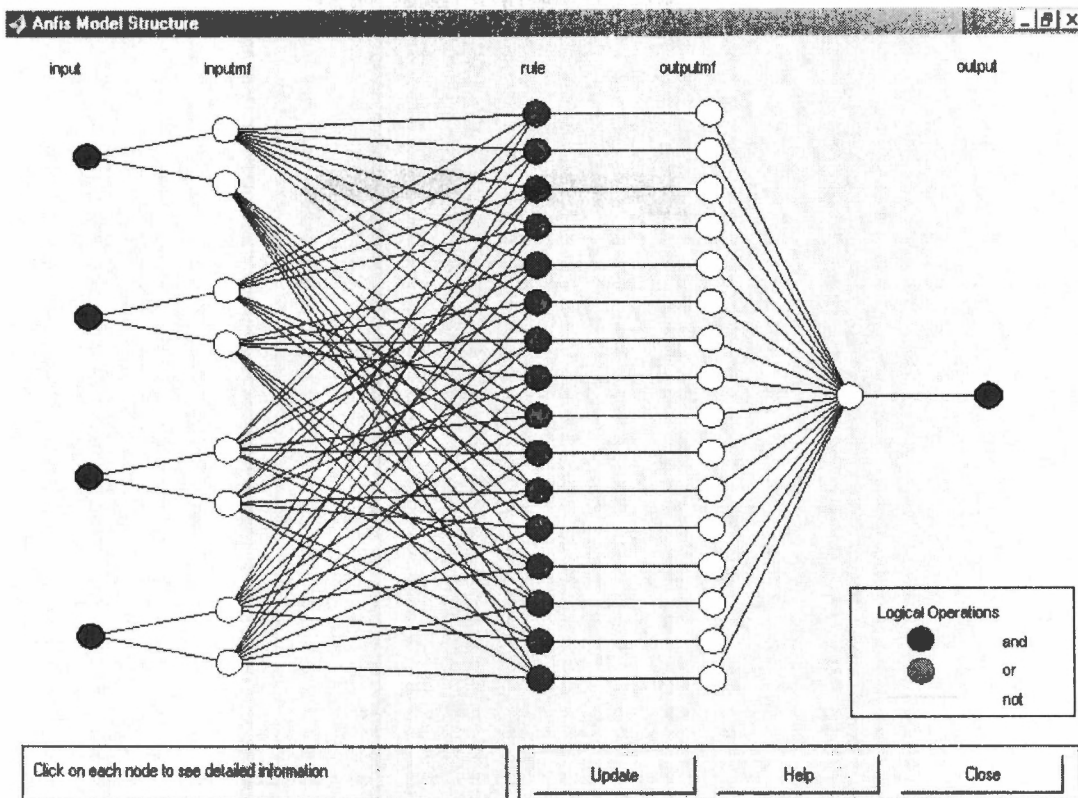 Anfis Model Structure
input inputmf rule outputmf output
Logical Operations
and
or
not
Click on each node to see detailed information
Update Help Close